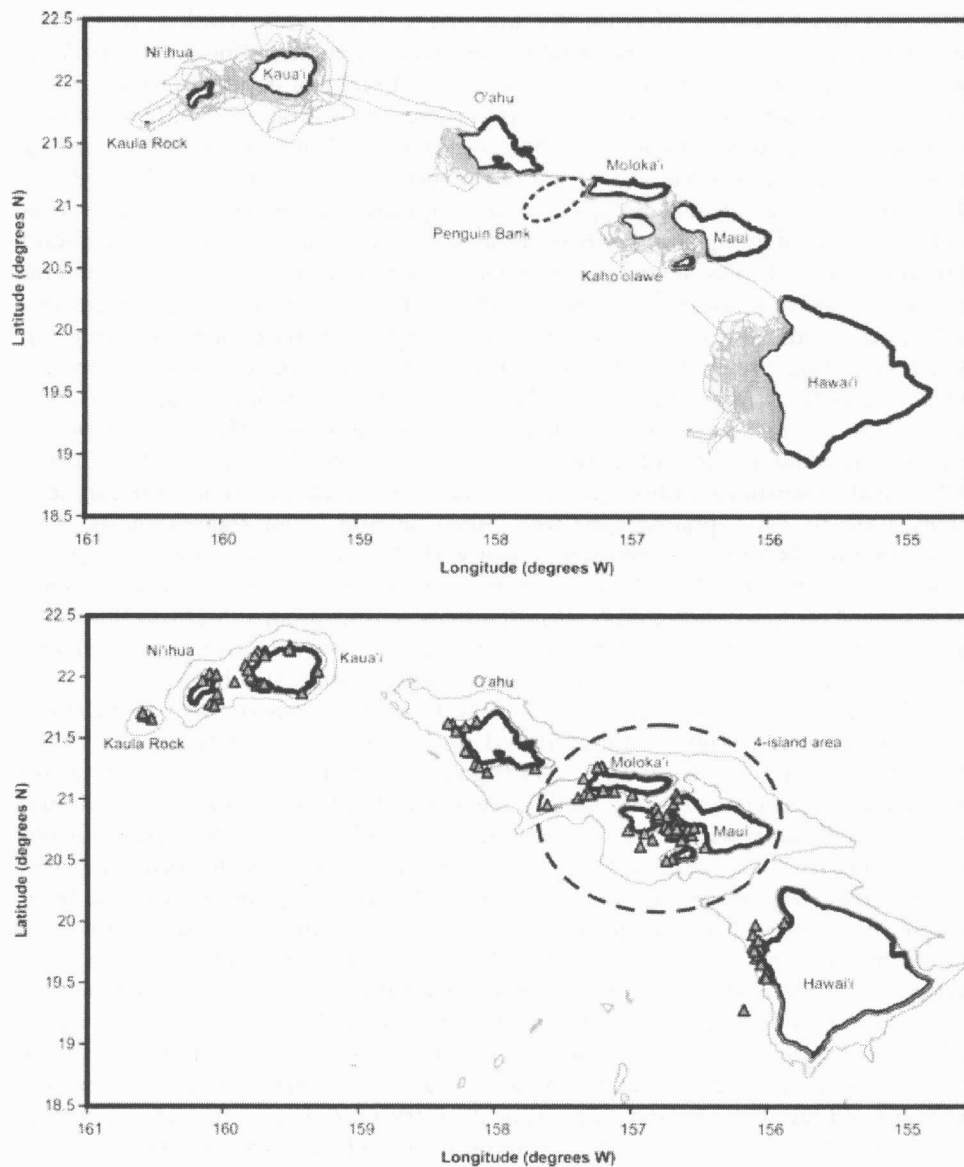 22.5
22
21.5
21
20.5
20
19.5
19
18.5
Latitude (degrees N)
Ni'ihua
Kaua'i
Kaula Rock
O'ahu
Moloka'i
Penguin Bank
Maui
Kaho'olawe
Hawai'i
161
160
159
158
157
156
155
Longitude (degrees W)
22.5
22
21.5
21
20.5
20
19.5
19
18.5
Latitude (degrees N)
Ni'ihua
Kaua'i
Kaula Rock
O'ahu
4-island area
Moloka'i
Maui
Hawai'i
161
160
159
158
157
156
155
Longitude (degrees W)